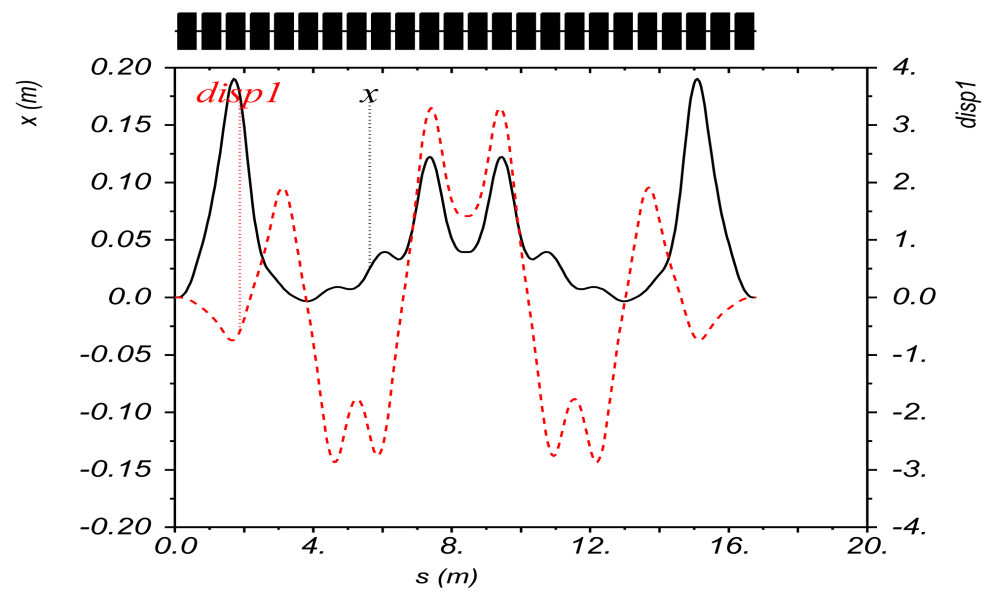 0.20 4.
disp1 x
0.15 3.
x (m) disp1
0.10 2.
0.05 1.
0.0 0.0
-0.05 -1.
-0.10 -2.
-0.15 -3.
-0.20 -4.
0.0 4. 8. 12. 16. 20.
s (m)